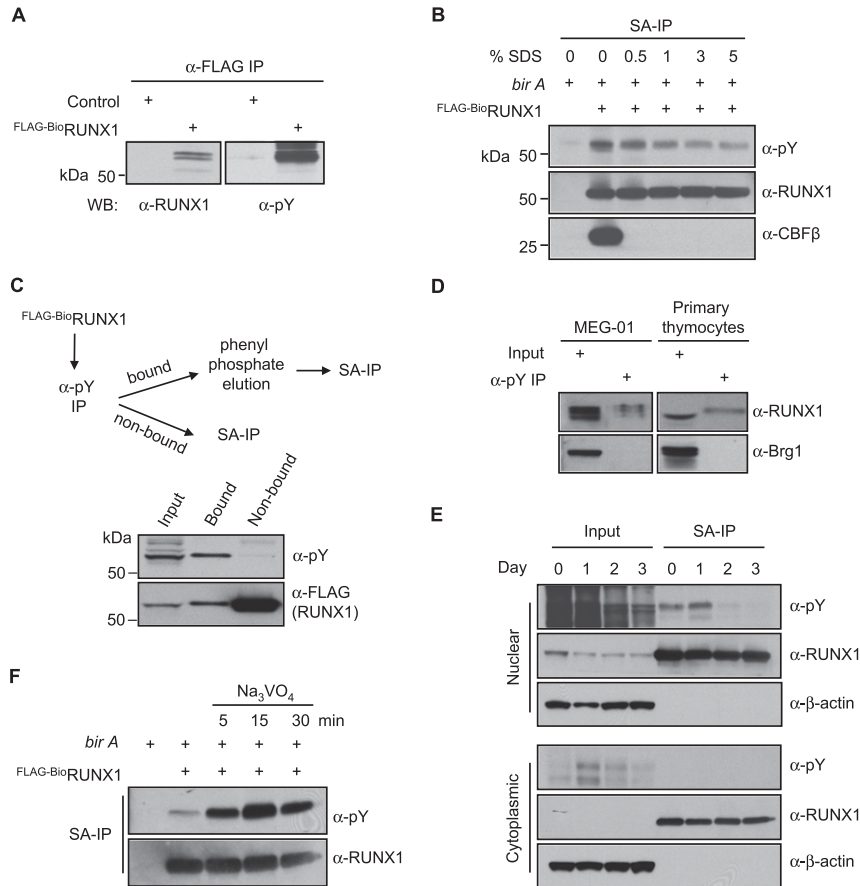 A
α-FLAG IP
Control + +
FLAG-BioRUNX1 + +
kDa 50
WB: α-RUNX1 α-pY
B
SA-IP
% SDS 0 0 0.5 1 3 5
bir A + + + + + +
FLAG-BioRUNX1 + + + + +
kDa 50 α-pY
50 α-RUNX1
25 α-CBFβ
C
FLAG-BioRUNX1
α-pY
IP
bound
phenyl
phosphate
elution
SA-IP
non-bound
SA-IP
Input Bound Non-bound
kDa
50 α-pY
50 α-FLAG
(RUNX1)
D
MEG-01 Primary
thymocytes
Input + +
α-pY IP + +
α-RUNX1
α-Brg1
E
Input SA-IP
Day 0 1 2 3 0 1 2 3
Nuclear
α-pY
α-RUNX1
α-β-actin
Cytoplasmic
α-pY
α-RUNX1
α-β-actin
F
Na3VO4
5 15 30 min
bir A + + + + +
FLAG-BioRUNX1 + + + +
SA-IP
α-pY
α-RUNX1